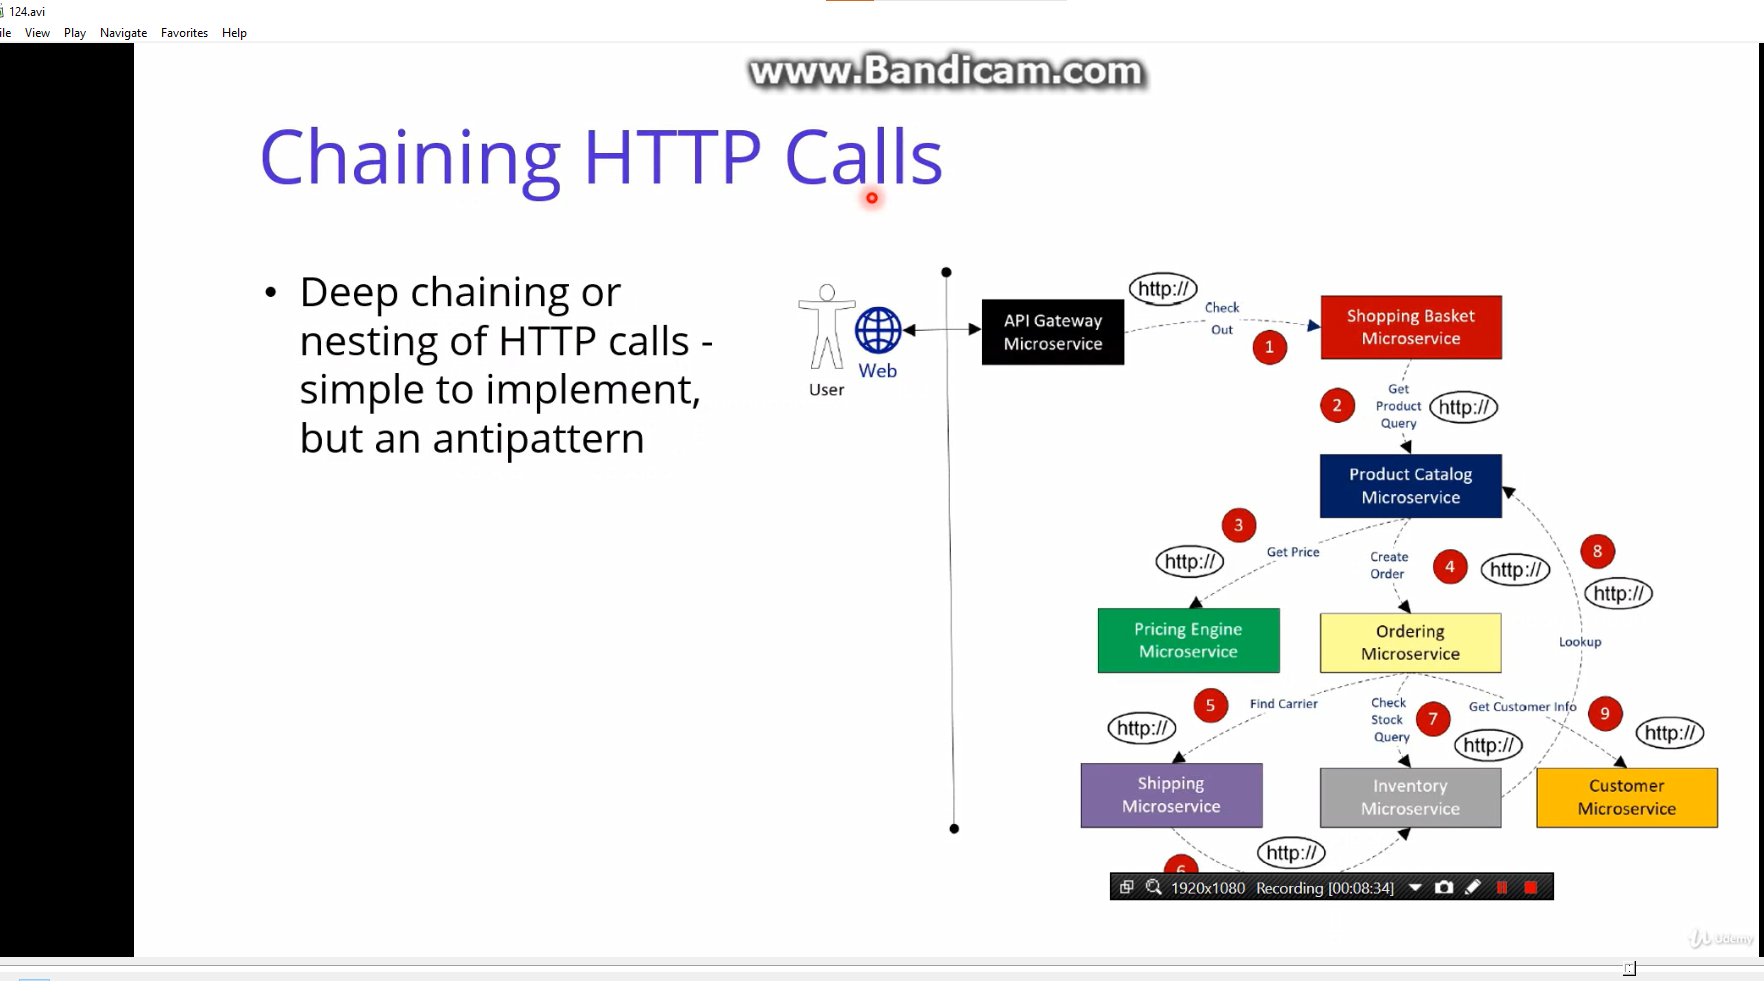 124.avi
ile View Play Navigate Favorites Help
www.Bandicam.com
Chaining HTTP Calls
• Deep chaining or
nesting of HTTP calls -
simple to implement,
but an antipattern
User
Web
API Gateway
Microservice
http://
Check
Out
1
Shopping Basket
Microservice
2
Get
Product
Query
http://
Product Catalog
Microservice
3
http://
Get Price
Create
Order
4
http://
8
http://
Lookup
Pricing Engine
Microservice
Ordering
Microservice
5
http://
Find Carrier
Check
Stock
Query
7
http://
Get Customer Info
9
http://
Shipping
Microservice
Inventory
Microservice
Customer
Microservice
6
http://
1920x1080 Recording [00:08:34]
Udemy